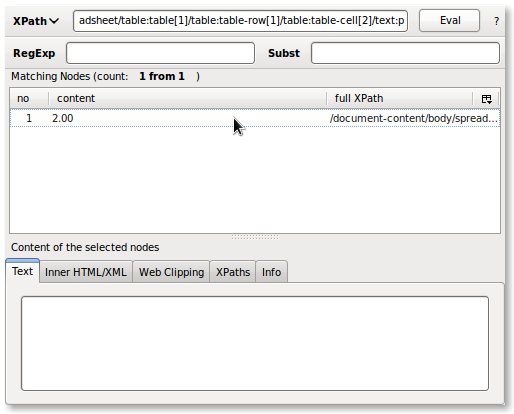 XPath adsheet/table:table[1]/table:table-row[1]/table:table-cell[2]/text:p Eval ?
RegExp Subst
Matching Nodes (count: 1 from 1 )
no content full XPath
1 2.00 /document-content/body/spread...
Content of the selected nodes
Text Inner HTML/XML Web Clipping XPaths Info